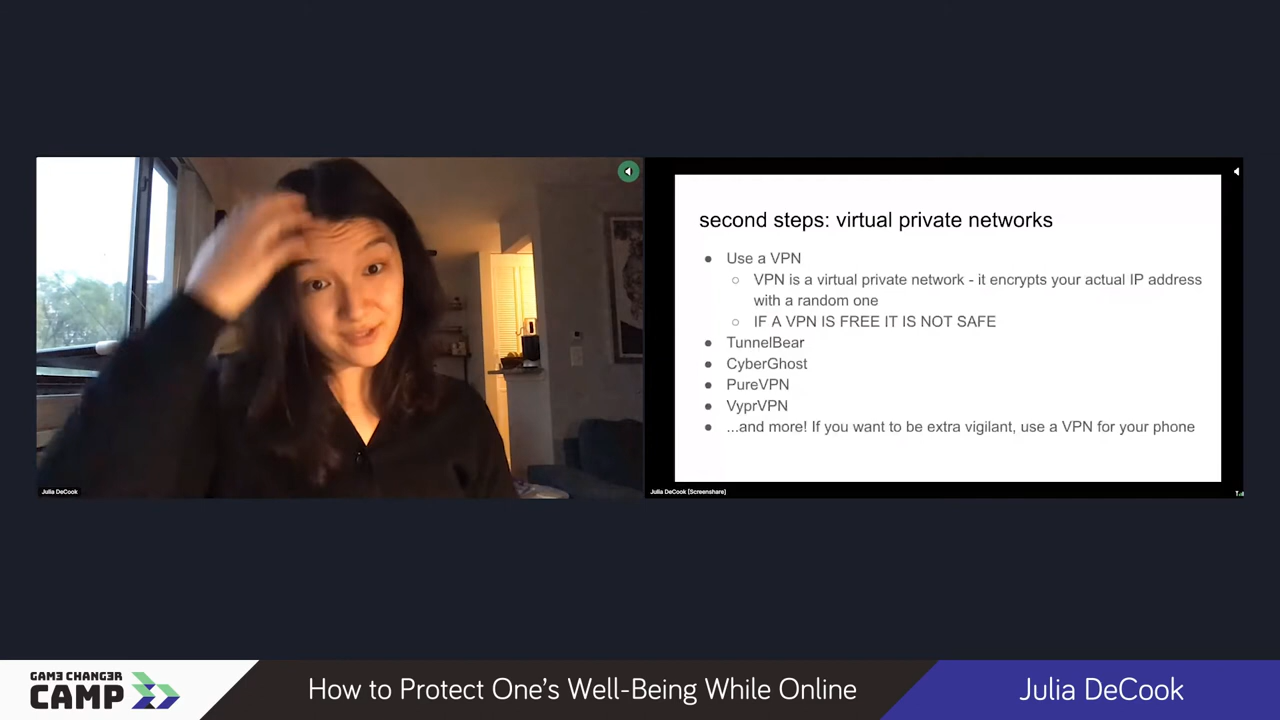 second steps: virtual private networks
● Use a VPN
○ VPN is a virtual private network - it encrypts your actual IP address
with a random one
○ IF A VPN IS FREE IT IS NOT SAFE
● TunnelBear
● CyberGhost
● PureVPN
● VyprVPN
● ...and more! If you want to be extra vigilant, use a VPN for your phone
Julia DeCook
Julia DeCook [Screenshare]
GAME CHANGER
CAMP
How to Protect One's Well-Being While Online
Julia DeCook